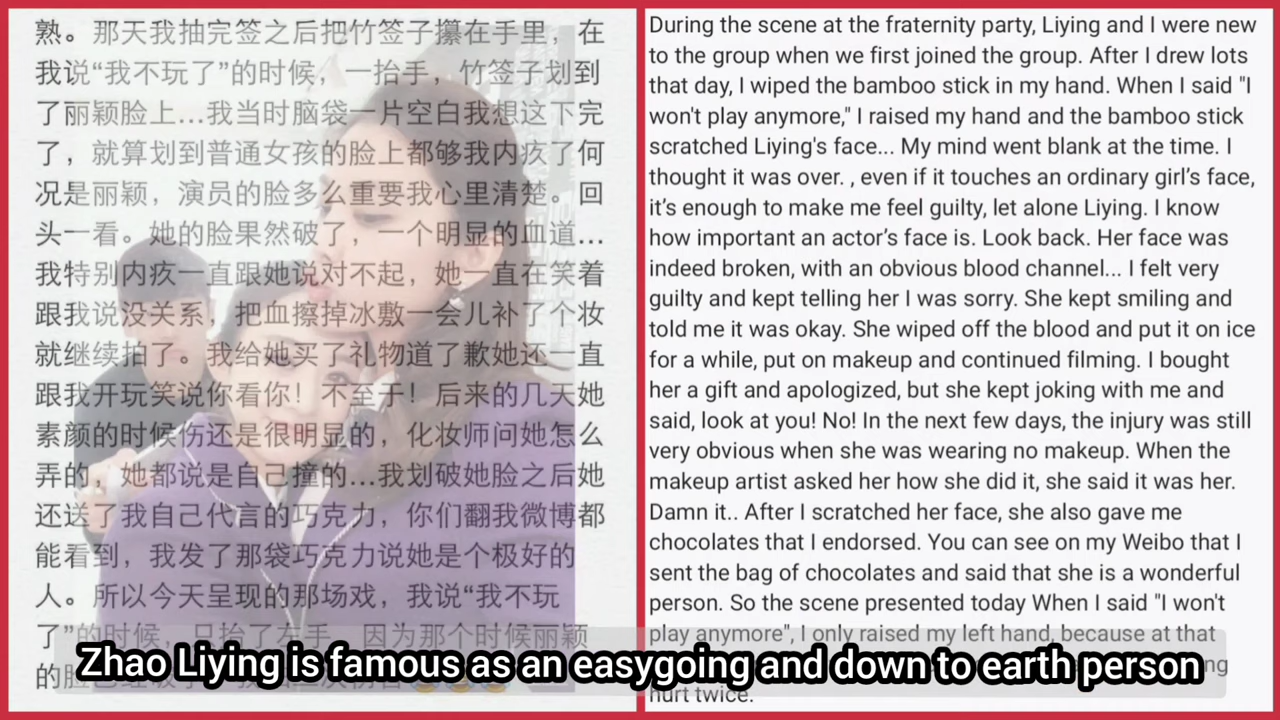 熟。那天我抽完签之后把竹签子攥在手里，在
我说“我不玩了”的时候，一抬手，竹签子划到
了丽颖脸上…我当时脑袋一片空白我想这下完
了，就算划到普通女孩的脸上都够我内疚了何
况是丽颖，演员的脸多么重要我心里清楚。回
头一看。她的脸果然破了，一个明显的血道…
我特别内疚一直跟她说对不起，她一直在笑着
跟我说没关系，把血擦掉冰敷一会儿补了个妆
就继续拍了。我给她买了礼物道了歉她还一直
跟我开玩笑说你看你！不至于！后来的几天她
素颜的时候伤还是很明显的，化妆师问她怎么
弄的，她都说是自己撞的…我划破她脸之后她
还送了我自己代言的巧克力，你们翻我微博都
能看到，我发了那袋巧克力说她是个极好的
人。所以今天呈现的那场戏，我说“我不玩
了”的时候，只抬了左手，因为那个时候丽颖
的脸
During the scene at the fraternity party, Liying and I were new
to the group when we first joined the group. After I drew lots
that day, I wiped the bamboo stick in my hand. When I said "I
won't play anymore," I raised my hand and the bamboo stick
scratched Liying's face... My mind went blank at the time. I
thought it was over. , even if it touches an ordinary girl’s face,
it’s enough to make me feel guilty, let alone Liying. I know
how important an actor’s face is. Look back. Her face was
indeed broken, with an obvious blood channel... I felt very
guilty and kept telling her I was sorry. She kept smiling and
told me it was okay. She wiped off the blood and put it on ice
for a while, put on makeup and continued filming. I bought
her a gift and apologized, but she kept joking with me and
said, look at you! No! In the next few days, the injury was still
very obvious when she was wearing no makeup. When the
makeup artist asked her how she did it, she said it was her.
Damn it.. After I scratched her face, she also gave me
chocolates that I endorsed. You can see on my Weibo that I
sent the bag of chocolates and said that she is a wonderful
person. So the scene presented today When I said "I won't
play anymore", I only raised my left hand, because at that
hurt twice.
Zhao Liying is famous as an easygoing and down to earth person